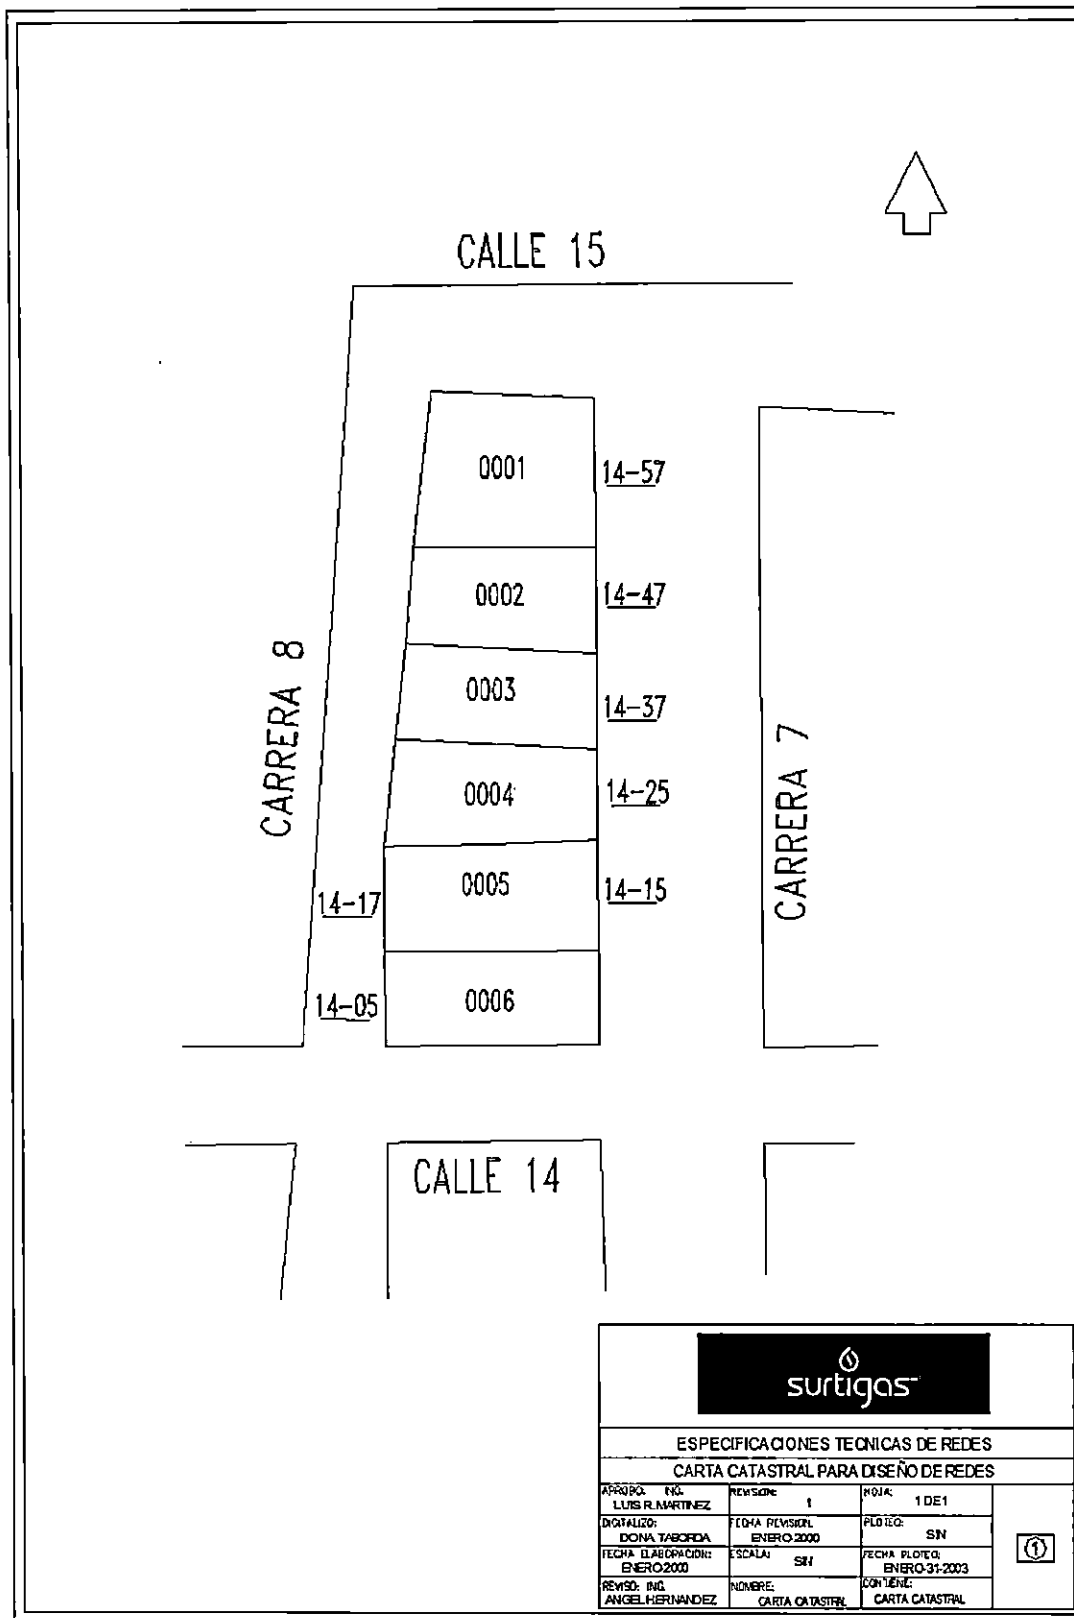 CALLE 15
0001
14-57
0002
14-47
CARRERA 8
0003
14-37
CARRERA 7
0004
14-25
0005
14-17
14-15
14-05
0006
CALLE 14
surtigas
ESPECIFICACIONES TECNICAS DE REDES
CARTA CATASTRAL PARA DISEÑO DE REDES
APROBO: ING.
LUIS R. MARTINEZ
REVISION:
1
HOJA:
1 DE 1
DIGITALIZO:
DONA TABORDA
FECHA REVISION:
ENERO 2000
PLOTEO:
S/N
FECHA ELABORACION:
ENERO 2000
ESCALA:
S/N
FECHA PLOTEO:
ENERO-31-2003
1
REVISO: ING.
ANGEL HERNANDEZ
NOMBRE:
CARTA CATASTRAL
CONTIENE:
CARTA CATASTRAL